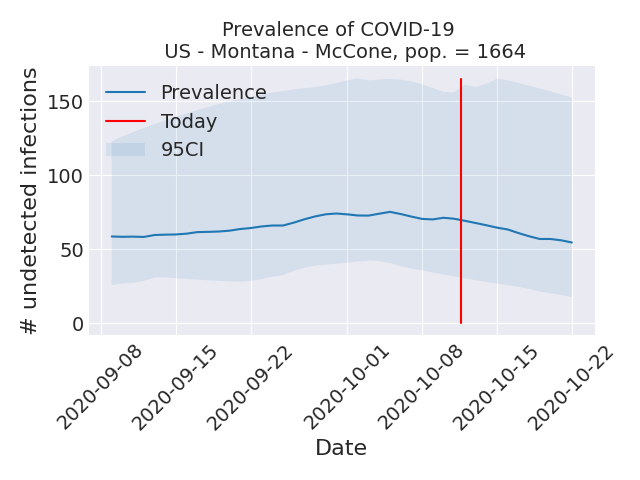 Prevalence of COVID-19
US - Montana - McCone, pop. = 1664
# undetected infections
150
100
50
0
Prevalence
Today
95CI
2020-09-08
2020-09-15
2020-09-22
2020-10-01
2020-10-08
2020-10-15
2020-10-22
Date